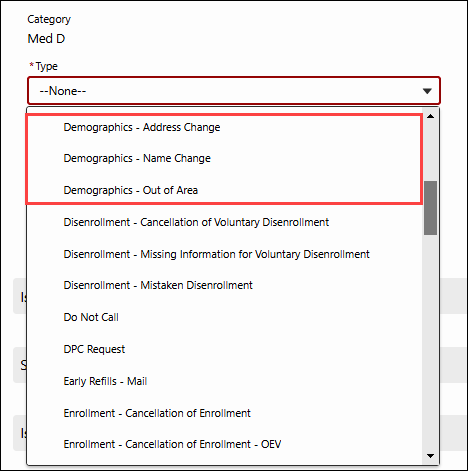 Category
Med D
* Type
--None--
Demographics - Address Change
Demographics - Name Change
Demographics - Out of Area
Disenrollment - Cancellation of Voluntary Disenrollment
Disenrollment - Missing Information for Voluntary Disenrollment
Disenrollment - Mistaken Disenrollment
Do Not Call
DPC Request
Early Refills - Mail
Enrollment - Cancellation of Enrollment
Enrollment - Cancellation of Enrollment - OEV